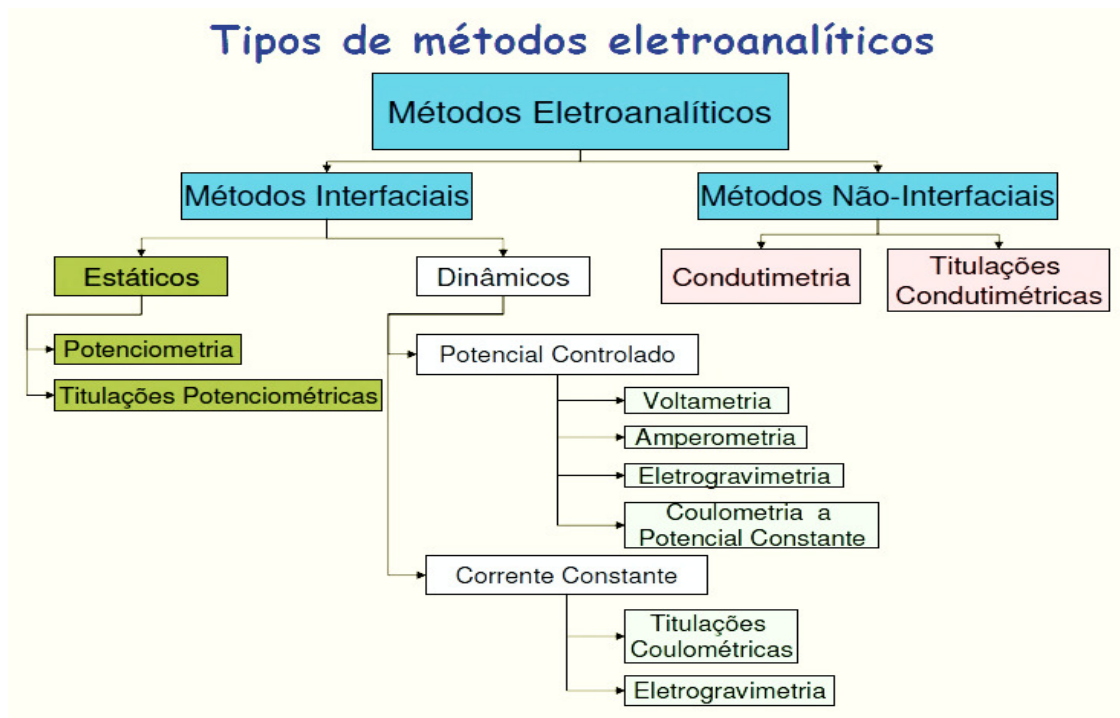 Tipos de métodos eletroanalíticos
Métodos Eletroanalíticos
Métodos Interfaciais
Métodos Não-Interfaciais
Estáticos
Dinâmicos
Condutimetria
Titulações
Condutimétricas
Potenciometria
Titulações Potenciométricas
Potencial Controlado
Voltametria
Amperometria
Eletrogravimetria
Coulometria a
Potencial Constante
Corrente Constante
Titulações
Coulométricas
Eletrogravimetria